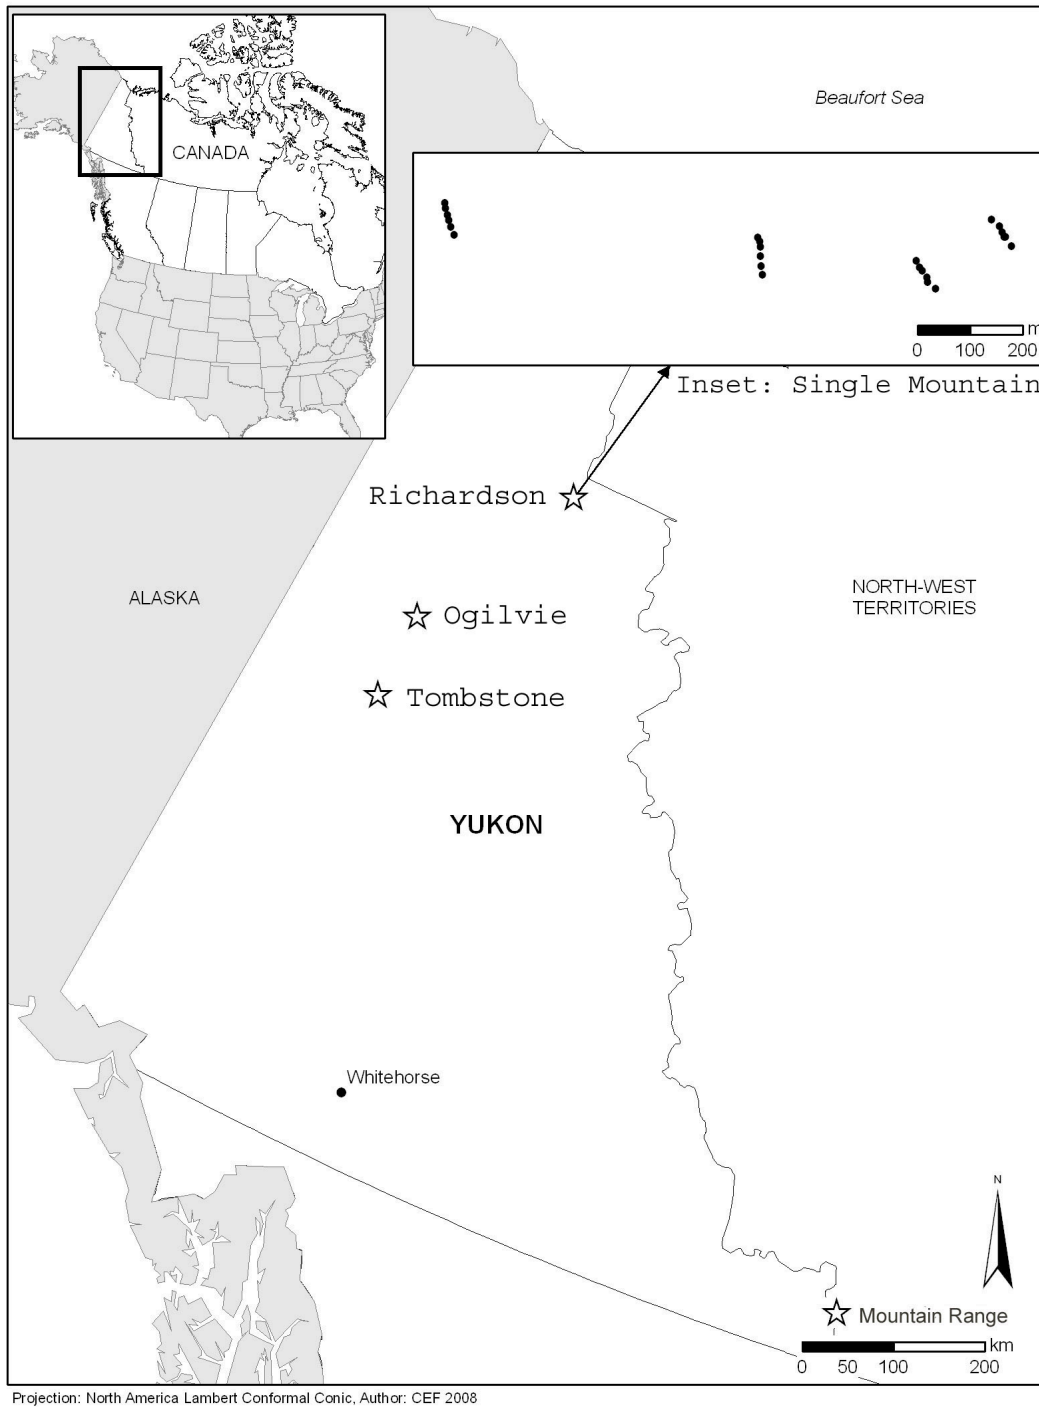 Beaufort Sea
CANADA
m
0 100 200
Inset: Single Mountain
Richardson
ALASKA
NORTH-WEST
TERRITORIES
Ogilvie
Tombstone
YUKON
Whitehorse
N
Mountain Range
km
0 50 100 200
Projection: North America Lambert Conformal Conic, Author: CEF 2008